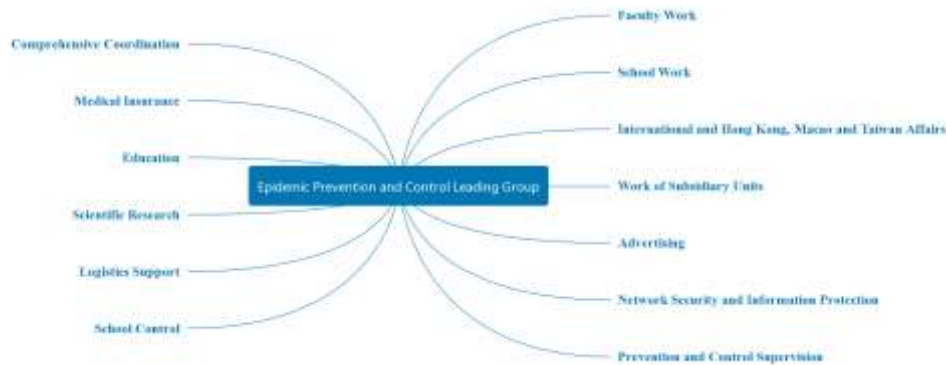 Comprehensive Coordination
Medical Insurance
Education
Scientific Research
Logistics Support
School Control
Epidemic Prevention and Control Leading Group
Faculty Work
School Work
International and Hong Kong, Macao and Taiwan Affairs
Work of Subsidiary Units
Advertising
Network Security and Information Protection
Prevention and Control Supervision